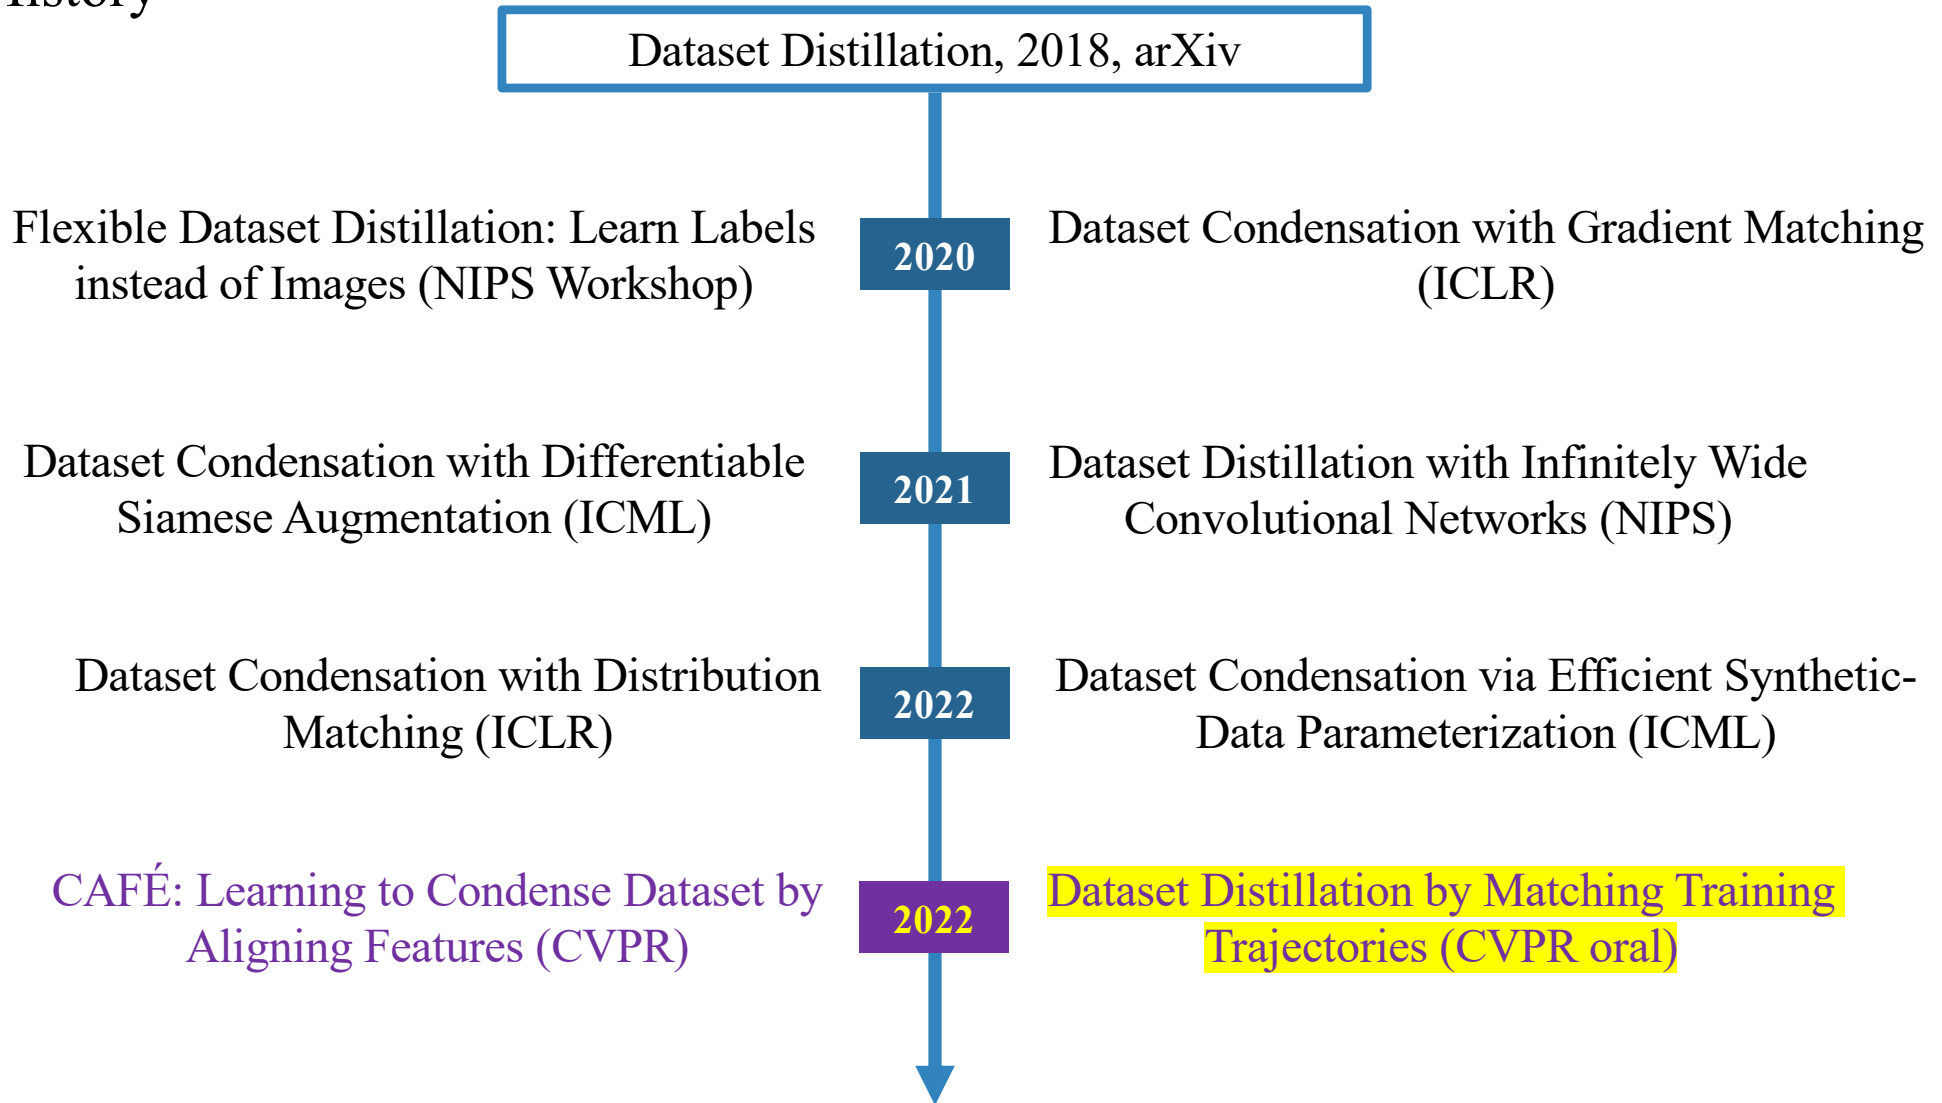 Dataset Distillation, 2018, arXiv
Flexible Dataset Distillation: Learn Labels
instead of Images (NIPS Workshop)
2020
Dataset Condensation with Gradient Matching
(ICLR)
Dataset Condensation with Differentiable
Siamese Augmentation (ICML)
2021
Dataset Distillation with Infinitely Wide
Convolutional Networks (NIPS)
Dataset Condensation with Distribution
Matching (ICLR)
2022
Dataset Condensation via Efficient Synthetic-
Data Parameterization (ICML)
CAFÉ: Learning to Condense Dataset by
Aligning Features (CVPR)
2022
Dataset Distillation by Matching Training
Trajectories (CVPR oral)